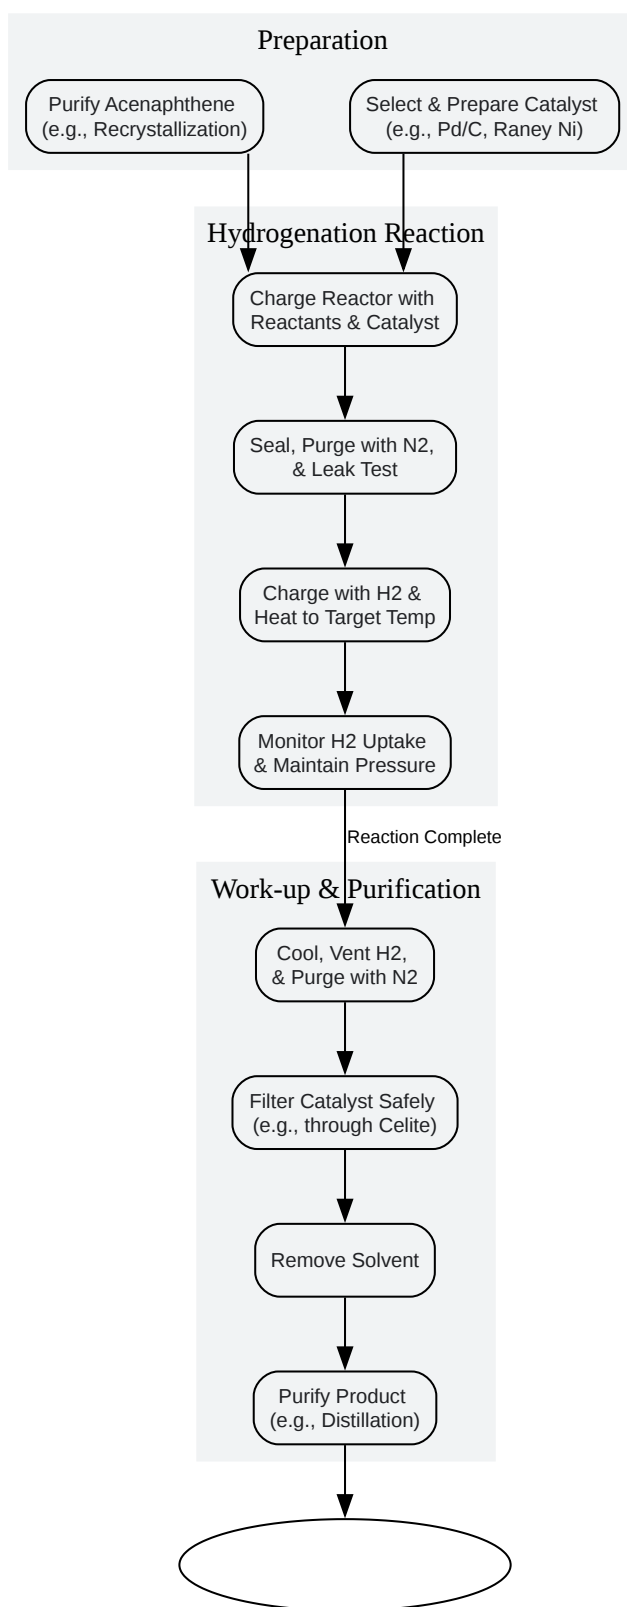 Preparation
Purify Acenaphthene
(e.g., Recrystallization)
Select & Prepare Catalyst
(e.g., Pd/C, Raney Ni)
Hydrogenation Reaction
Charge Reactor with
Reactants & Catalyst
Seal, Purge with N2,
& Leak Test
Charge with H2 &
Heat to Target Temp
Monitor H2 Uptake
& Maintain Pressure
Reaction Complete
Work-up & Purification
Cool, Vent H2,
& Purge with N2
Filter Catalyst Safely
(e.g., through Celite)
Remove Solvent
Purify Product
(e.g., Distillation)